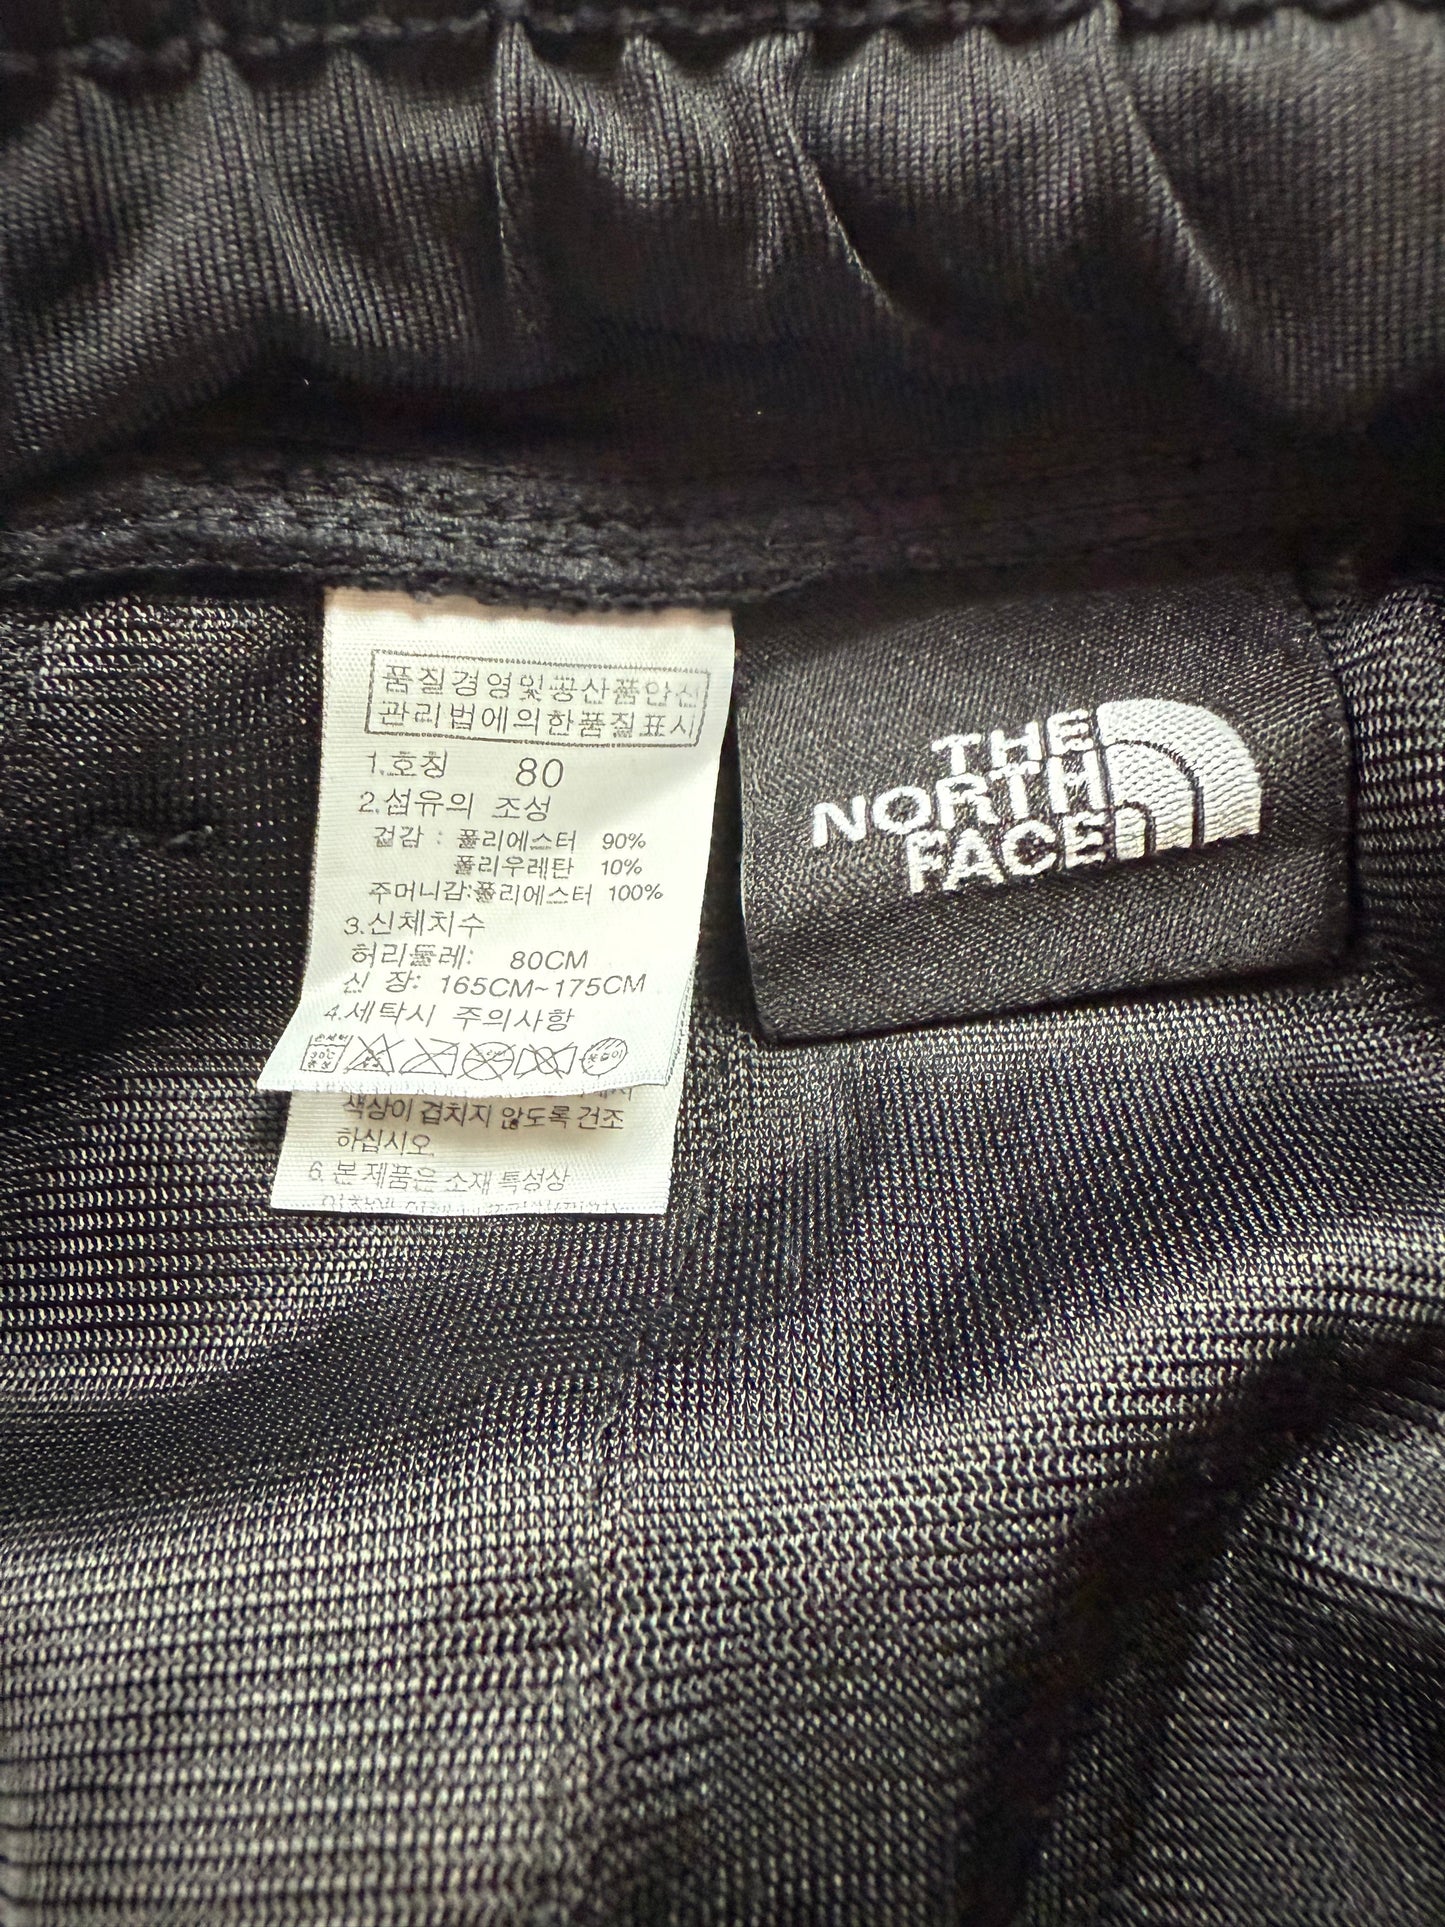 품질경영및공산품안전
관리법에의한품질표시
1.호칭 80
2.섬유의 조성
겉감 : 폴리에스터 90%
폴리우레탄 10%
주머니감:폴리에스터 100%
3.신체치수
허리둘레: 80CM
신 장: 165CM~175CM
4.세탁시 주의사항
30℃
색상이 겹치지 않도록 건조
하십시오.
6. 본 제품은 소재 특성상
THE
NORTH
FACE